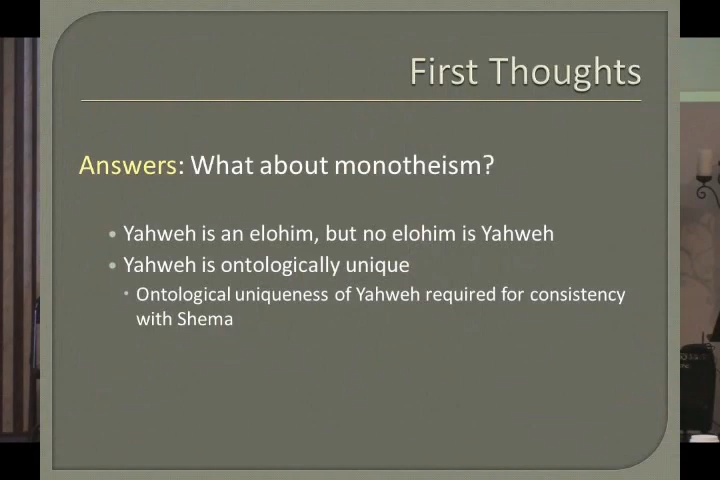 First Thoughts
Answers: What about monotheism?
• Yahweh is an elohim, but no elohim is Yahweh
• Yahweh is ontologically unique
• Ontological uniqueness of Yahweh required for consistency
with Shema